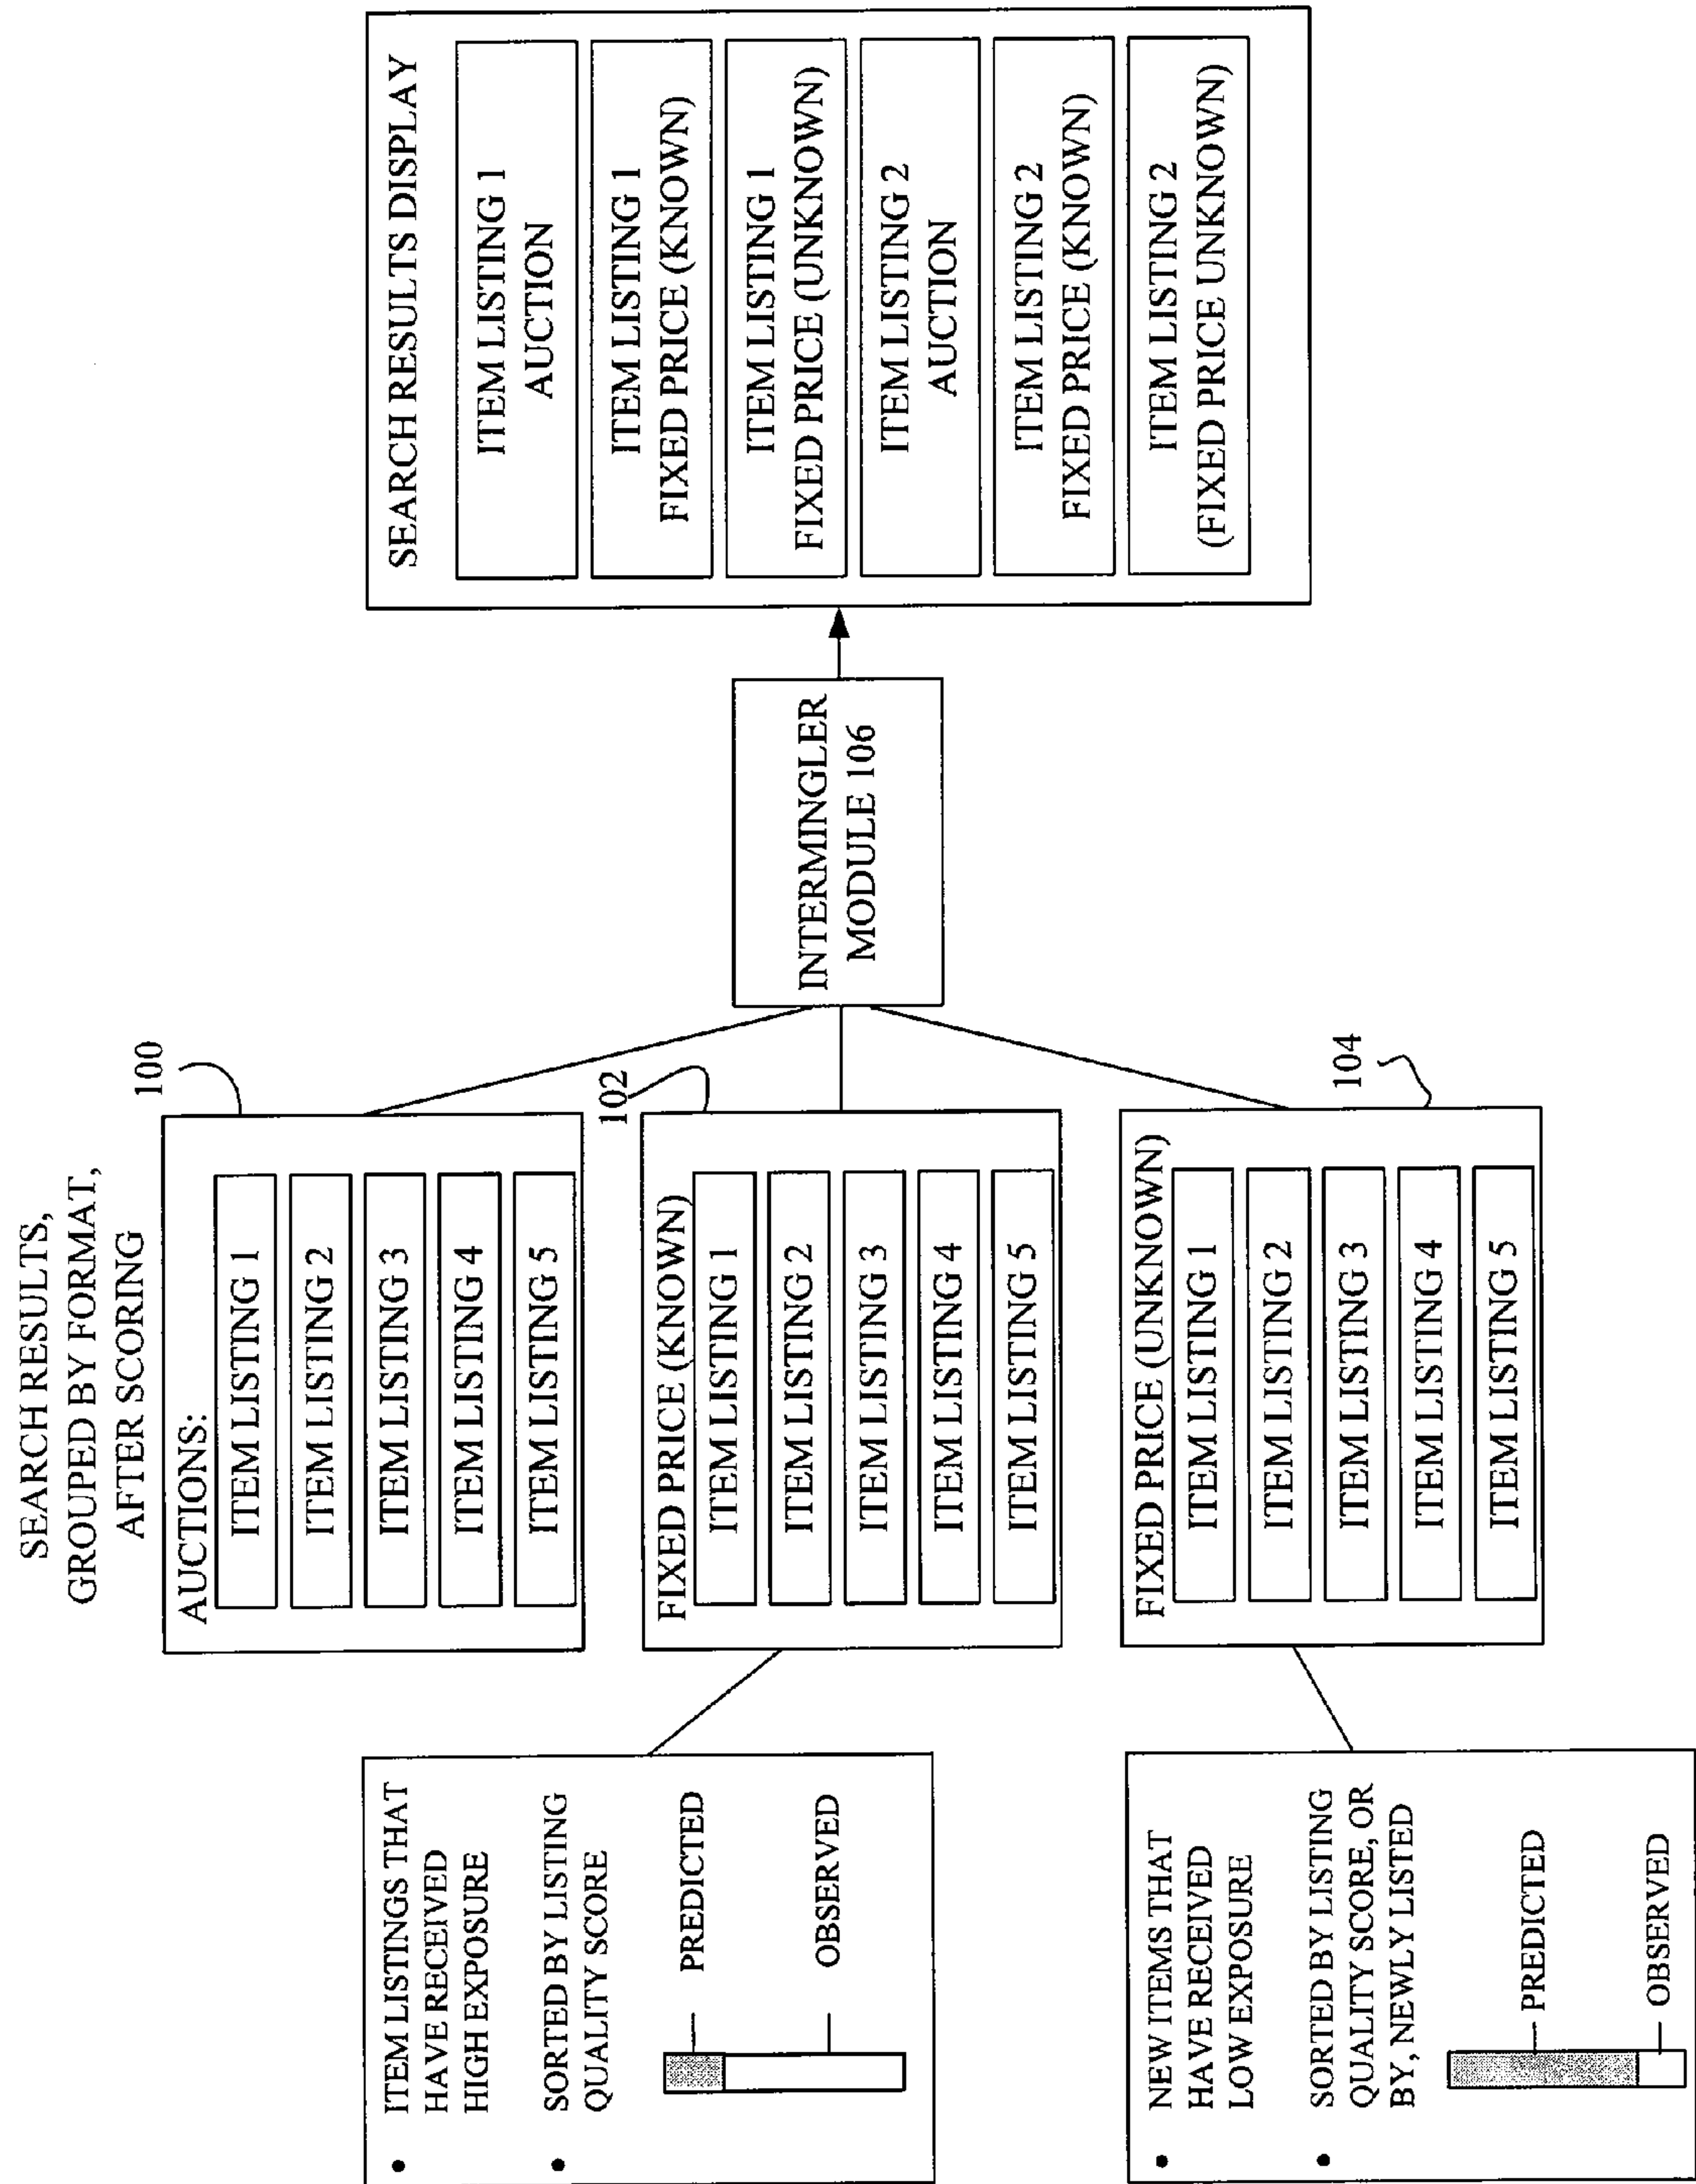 SEARCH RESULTS,
GROUPED BY FORMAT,
AFTER SCORING
• ITEM LISTINGS THAT
HAVE RECEIVED
HIGH EXPOSURE
• SORTED BY LISTING
QUALITY SCORE
PREDICTED
OBSERVED
• NEW ITEMS THAT
HAVE RECEIVED
LOW EXPOSURE
• SORTED BY LISTING
QUALITY SCORE, OR
BY, NEWLY LISTED
PREDICTED
OBSERVED
100
AUCTIONS:
ITEM LISTING 1
ITEM LISTING 2
ITEM LISTING 3
ITEM LISTING 4
ITEM LISTING 5
102
FIXED PRICE (KNOWN)
ITEM LISTING 1
ITEM LISTING 2
ITEM LISTING 3
ITEM LISTING 4
ITEM LISTING 5
104
FIXED PRICE (UNKNOWN)
ITEM LISTING 1
ITEM LISTING 2
ITEM LISTING 3
ITEM LISTING 4
ITEM LISTING 5
INTERMINGLER
MODULE 106
SEARCH RESULTS DISPLAY
ITEM LISTING 1
AUCTION
ITEM LISTING 1
FIXED PRICE (KNOWN)
ITEM LISTING 1
FIXED PRICE (UNKNOWN)
ITEM LISTING 2
AUCTION
ITEM LISTING 2
FIXED PRICE (KNOWN)
ITEM LISTING 2
(FIXED PRICE UNKNOWN)